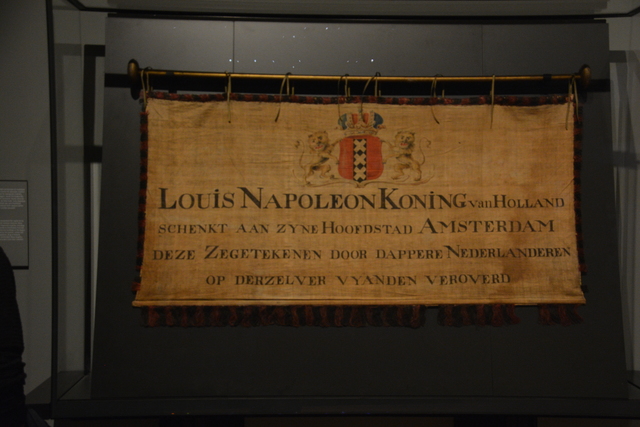 LOUIS NAPOLEON KONING van HOLLAND
SCHENKT AAN ZYNE HOOFDSTAD AMSTERDAM
DEZE ZEGETEKENEN DOOR DAPPERE NEDERLANDEREN
OP DERZELVER VYANDEN VEROVERD